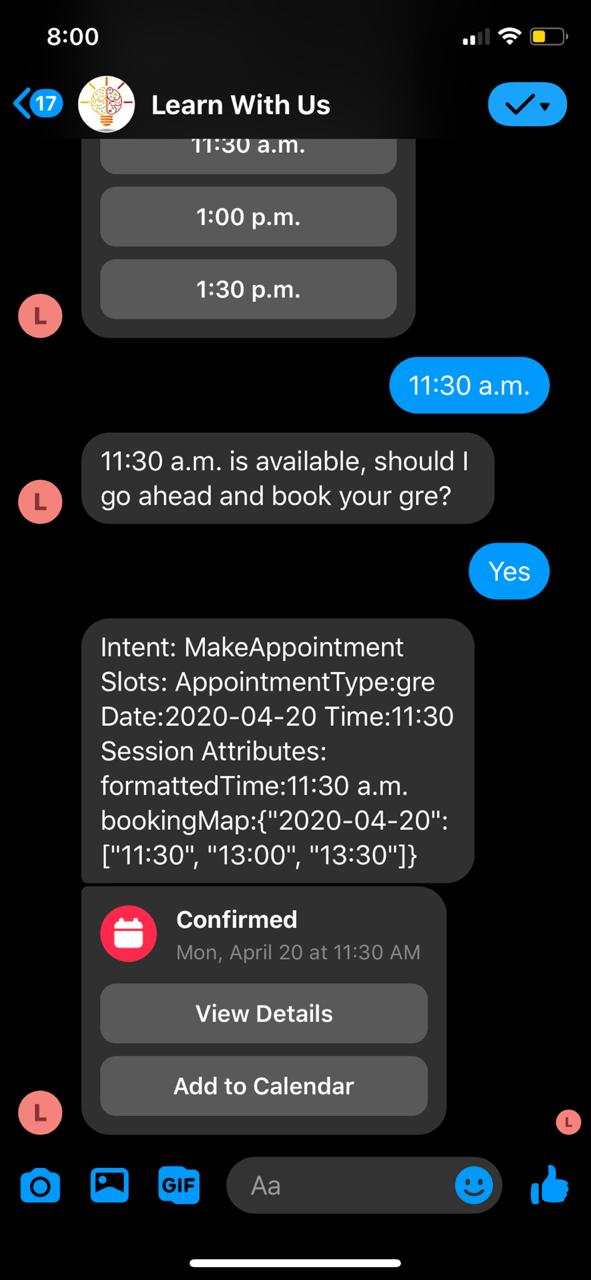 8:00
17
Learn With Us
11:30 a.m.
1:00 p.m.
1:30 p.m.
L
11:30 a.m.
11:30 a.m. is available, should I
go ahead and book your gre?
L
Yes
Intent: MakeAppointment
Slots: AppointmentType:gre
Date:2020-04-20 Time:11:30
Session Attributes:
formattedTime:11:30 a.m.
bookingMap:{"2020-04-20":
["11:30", "13:00", "13:30"]}
Confirmed
Mon, April 20 at 11:30 AM
View Details
Add to Calendar
L
L
GIF
Aa